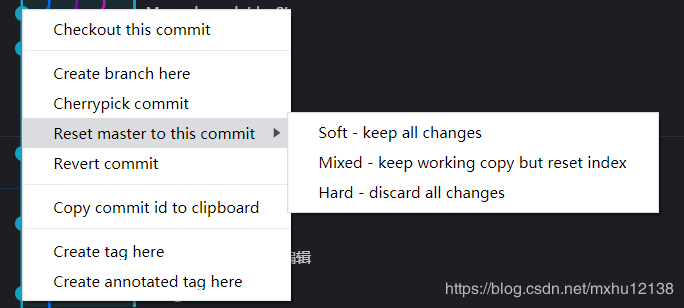 Checkout this commit
Create branch here
Cherrypick commit
Reset master to this commit
Soft - keep all changes
Mixed - keep working copy but reset index
Hard - discard all changes
Revert commit
Copy commit id to clipboard
Create tag here
编辑
Create annotated tag here
https://blog.csdn.net/mxhu12138